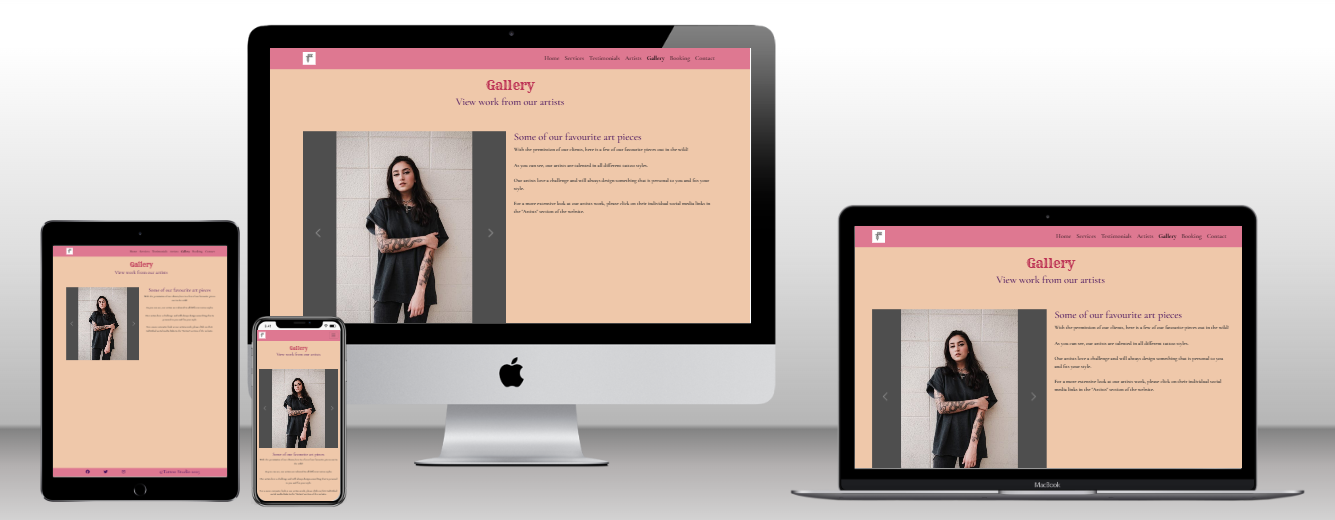 Home Services Testimonials Artists Gallery Booking Contact
Gallery
View work from our artists
Some of our favourite art pieces
With the permission of our clients, here is a few of our favourite pieces out in the wild!
As you can see, our artist are talented in all different tattoo styles.
Our artists love a challenge and will always design something that is personal to you and for your
style.
For a more extensive look at our artists work, please click on their individual social media links in
the "Artists" section of the website.
Gallery
View work from our artists
Some of our favourite art pieces
Gallery
View work from our artists
Some of our favourite art pieces
Home Services Testimonials Artists Gallery Booking Contact
Gallery
View work from our artists
Some of our favourite art pieces
With the permission of our clients, here is a few of our favourite pieces out in the wild!
As you can see, our artist are talented in all different tattoo styles.
Our artists love a challenge and will always design something that is personal to you
and for your style.
For a more extensive look at our artists work, please click on their individual social
media links in the "Artists" section of the website.
MacBook